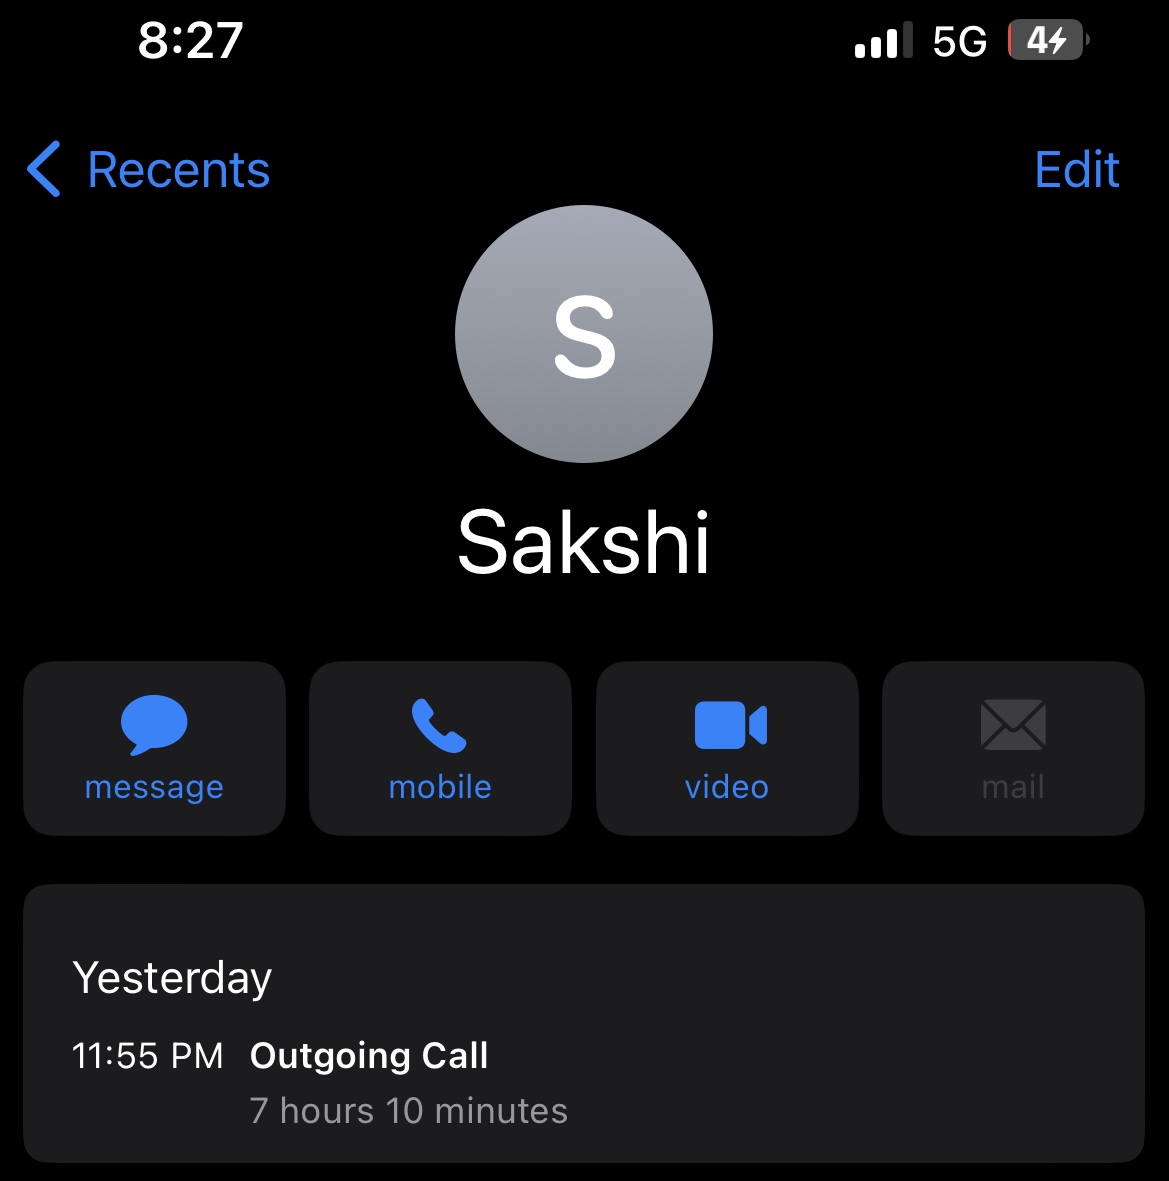 8:27 5G 4
Recents Edit
S
Sakshi
message mobile video mail
Yesterday
11:55 PM Outgoing Call
7 hours 10 minutes